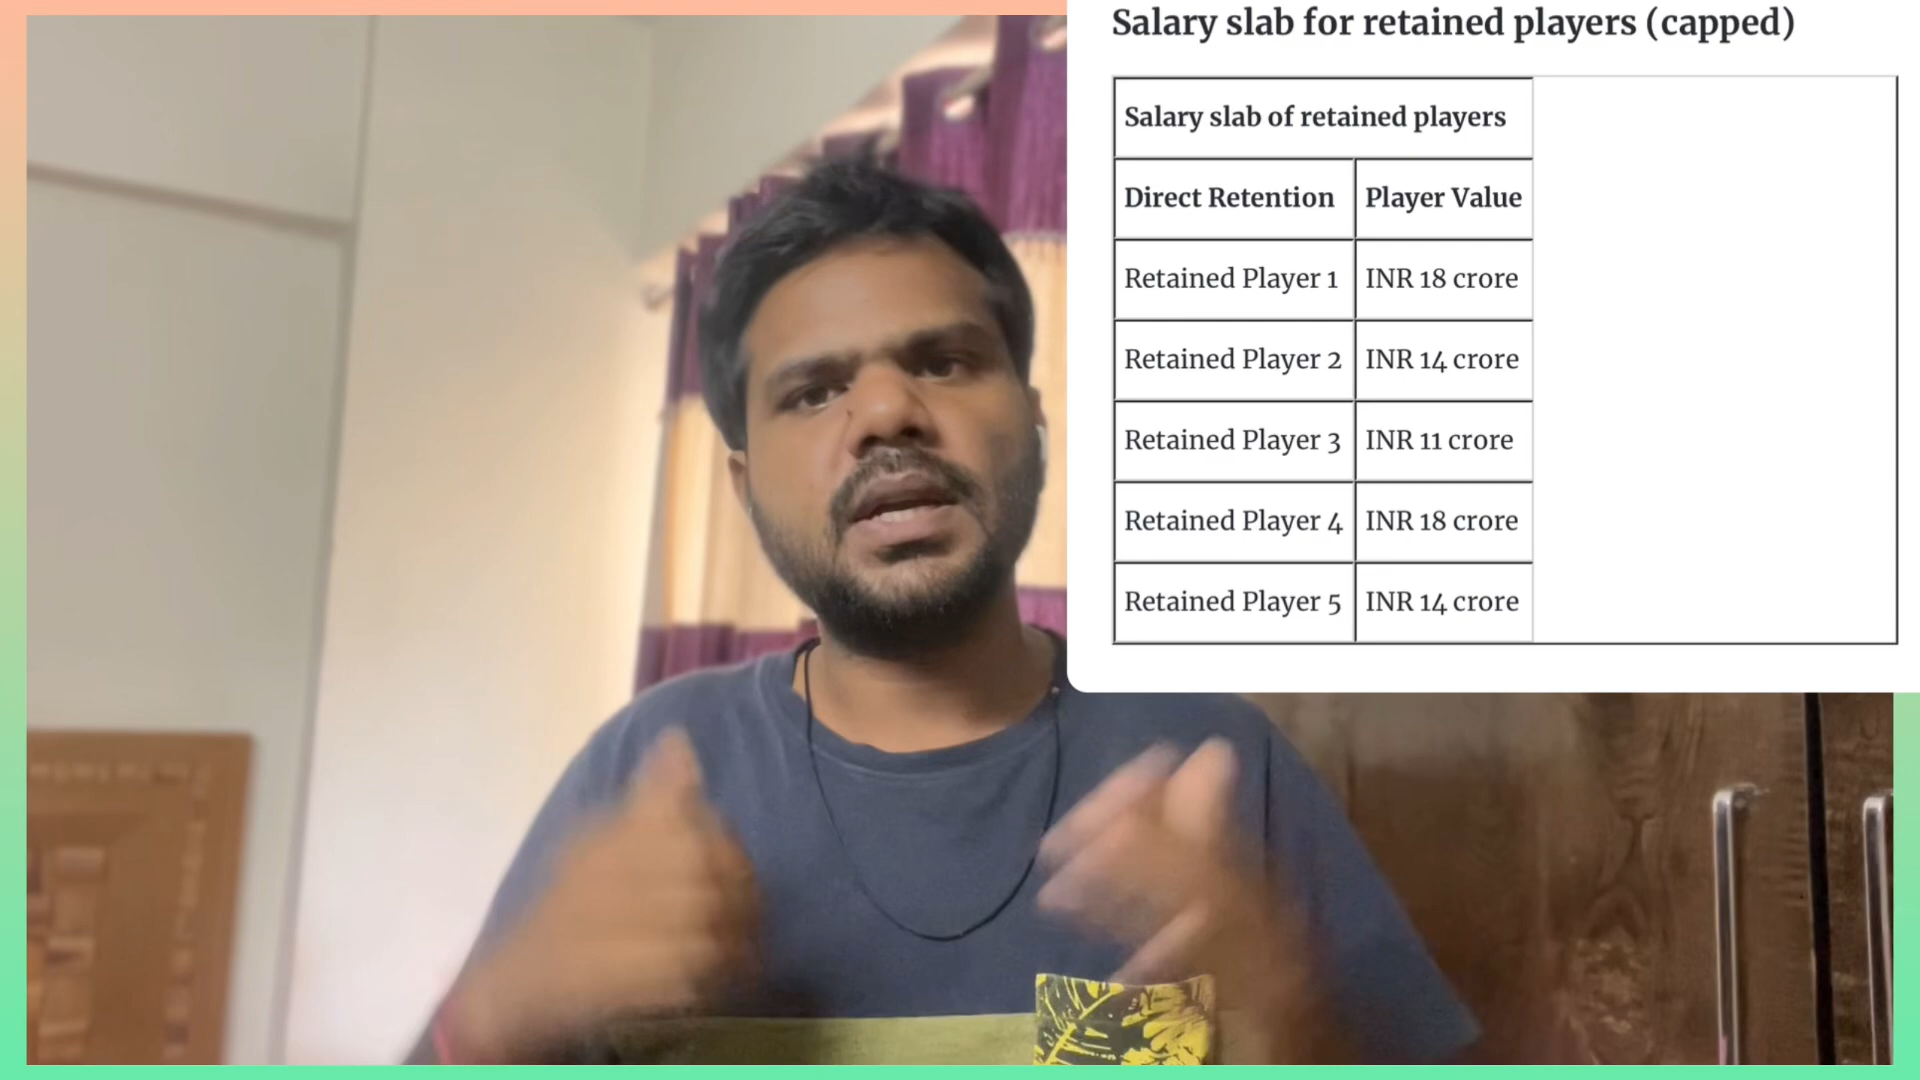 Salary slab for retained players (capped)
Salary slab of retained players
Direct Retention Player Value
Retained Player 1 INR 18 crore
Retained Player 2 INR 14 crore
Retained Player 3 INR 11 crore
Retained Player 4 INR 18 crore
Retained Player 5 INR 14 crore